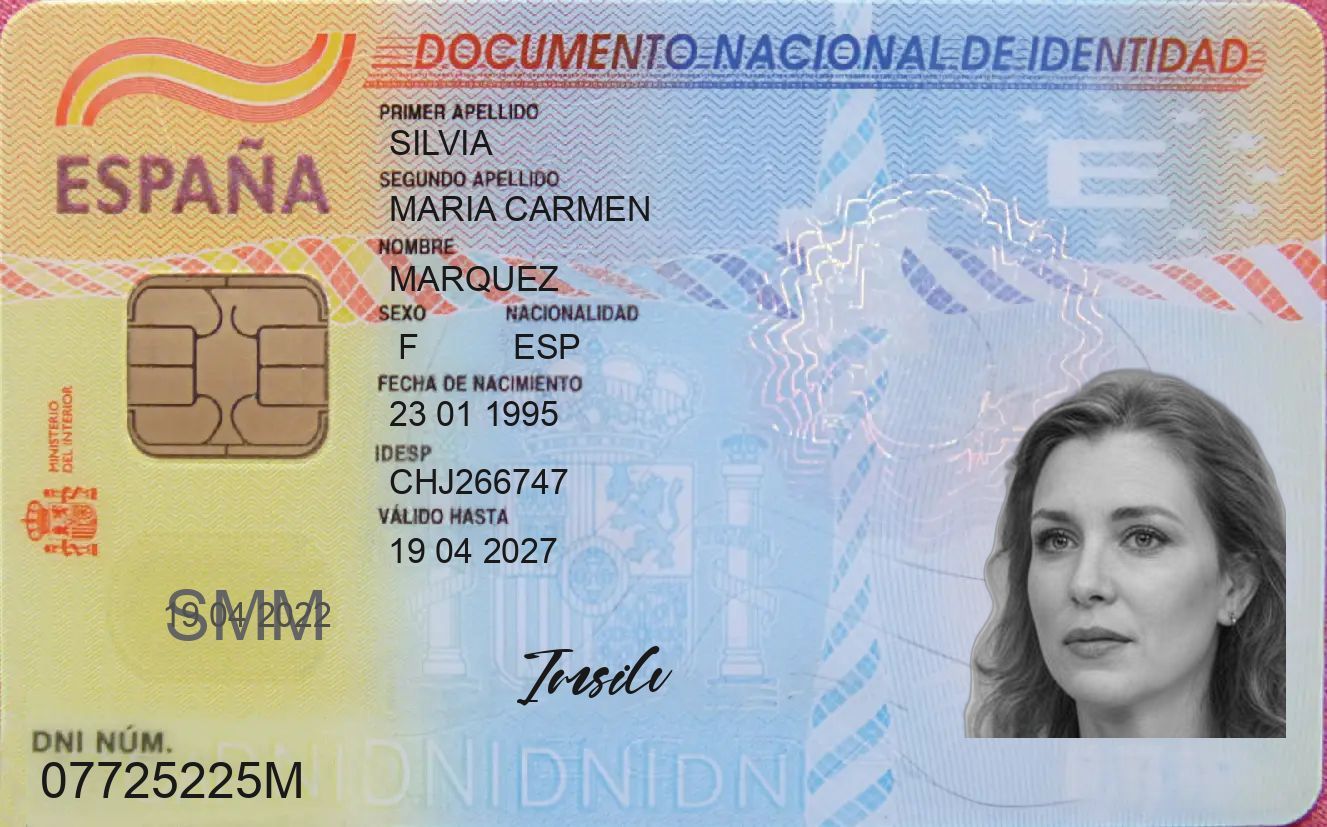 DOCUMENTO NACIONAL DE IDENTIDAD
ESPAÑA
PRIMER APELLIDO
SILVIA
SEGUNDO APELLIDO
MARIA CARMEN
NOMBRE
MARQUEZ
SEXO NACIONALIDAD
F ESP
FECHA DE NACIMIENTO
23 01 1995
IDESP
CHJ266747
VÁLIDO HASTA
19 04 2027
MINISTERIO
DEL INTERIOR
E
SMM
19 04 2022
Imsilv
DNI NÚM.
07725225M
DNIDNIDNIDNI